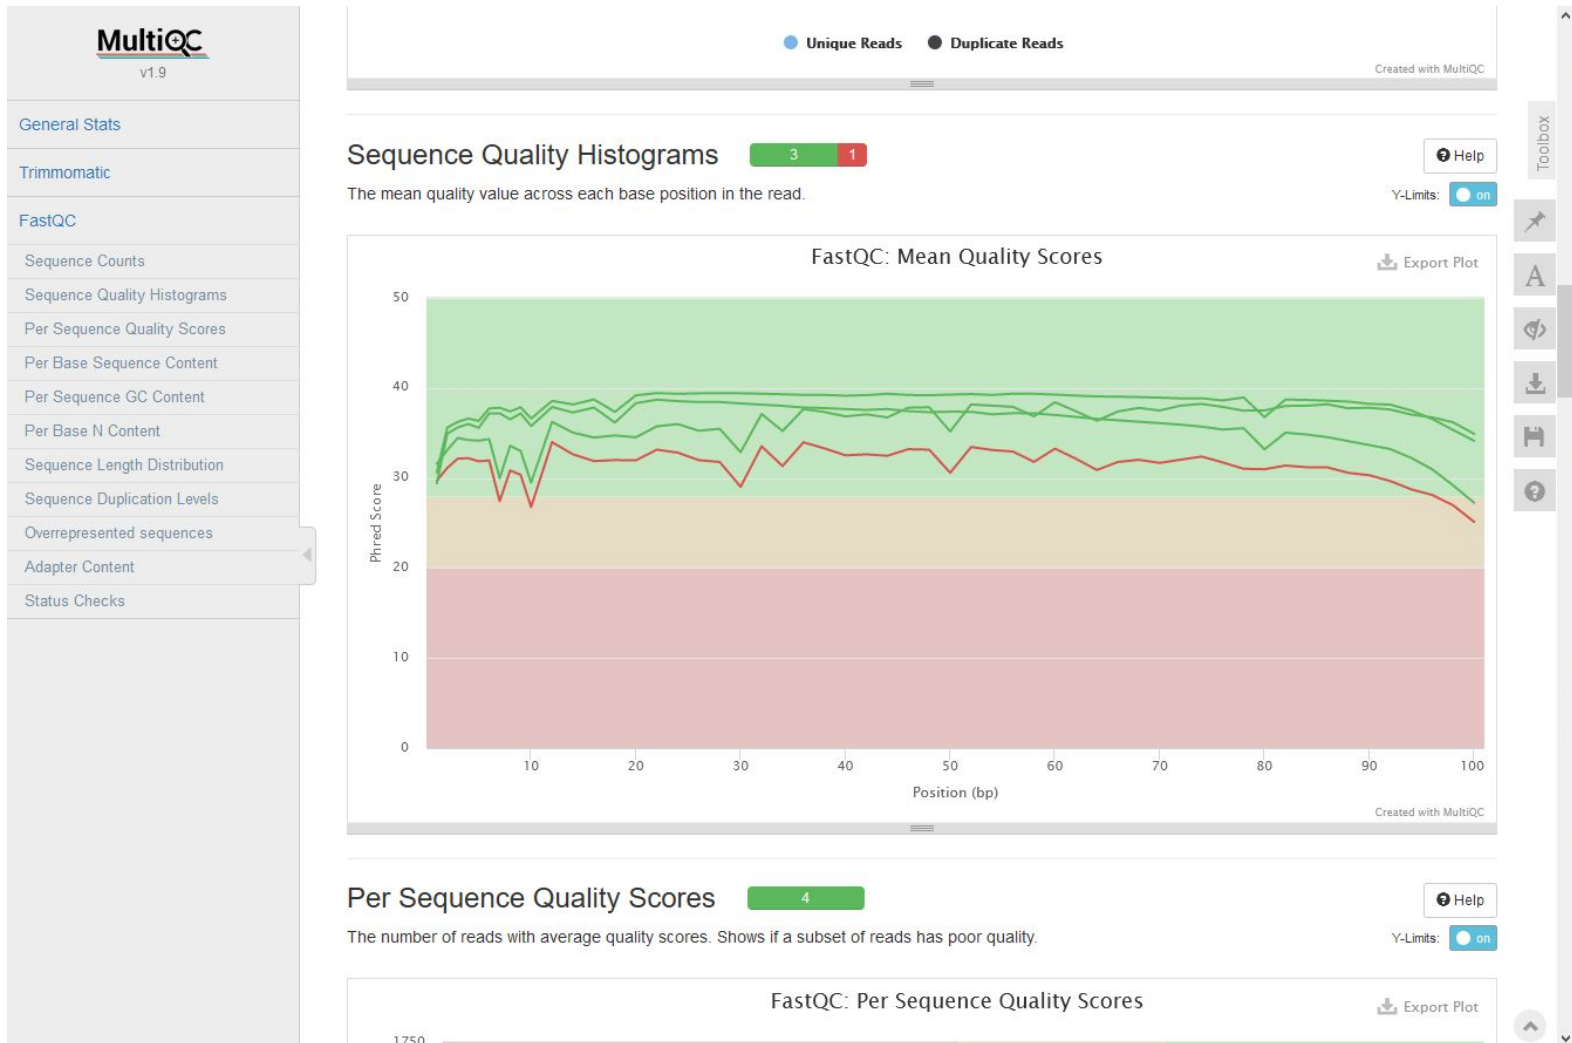 MultiQC
v1.9
General Stats
Trimmomatic
FastQC
Sequence Counts
Sequence Quality Histograms
Per Sequence Quality Scores
Per Base Sequence Content
Per Sequence GC Content
Per Base N Content
Sequence Length Distribution
Sequence Duplication Levels
Overrepresented sequences
Adapter Content
Status Checks
Unique Reads Duplicate Reads
Created with MultiQC
Sequence Quality Histograms 3 1
Help
The mean quality value across each base position in the read.
Y-Limits: on
FastQC: Mean Quality Scores
Export Plot
50
40
30
20
10
0
Phred Score
10 20 30 40 50 60 70 80 90 100
Position (bp)
Created with MultiQC
Per Sequence Quality Scores 4
Help
The number of reads with average quality scores. Shows if a subset of reads has poor quality.
Y-Limits: on
FastQC: Per Sequence Quality Scores
Export Plot
1750
Toolbox
A